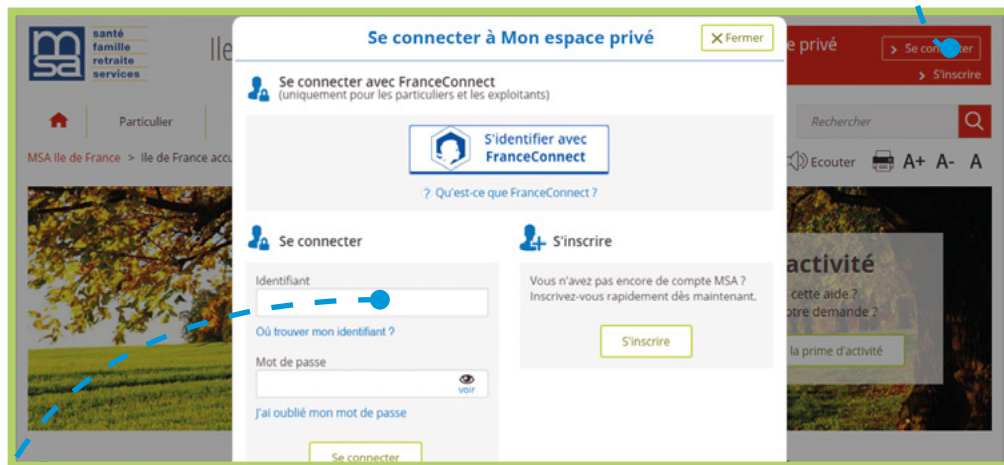 santé
famille
retraite
services
msa
Ile
Se connecter à Mon espace privé
Fermer
e privé
Se connecter
S'inscrire
Se connecter avec FranceConnect
(uniquement pour les particuliers et les exploitants)
Particulier
Rechercher
S'identifier avec
FranceConnect
MSA Ile de France > Ile de France accu
Ecouter A+ A- A
? Qu'est-ce que FranceConnect ?
Se connecter
S'inscrire
Identifiant
Vous n'avez pas encore de compte MSA ?
Inscrivez-vous rapidement dès maintenant.
activité
cette aide ?
otre demande ?
Où trouver mon identifiant ?
S'inscrire
la prime d'activité
Mot de passe
voir
J'ai oublié mon mot de passe
Se connecter